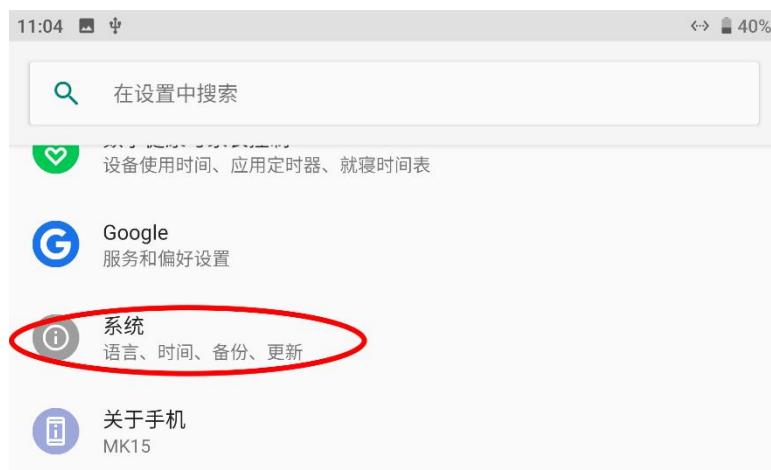 11:04
40%
在设置中搜索
设备使用时间、应用定时器、就寝时间表
Google
服务和偏好设置
系统
语言、时间、备份、更新
关于手机
MK15